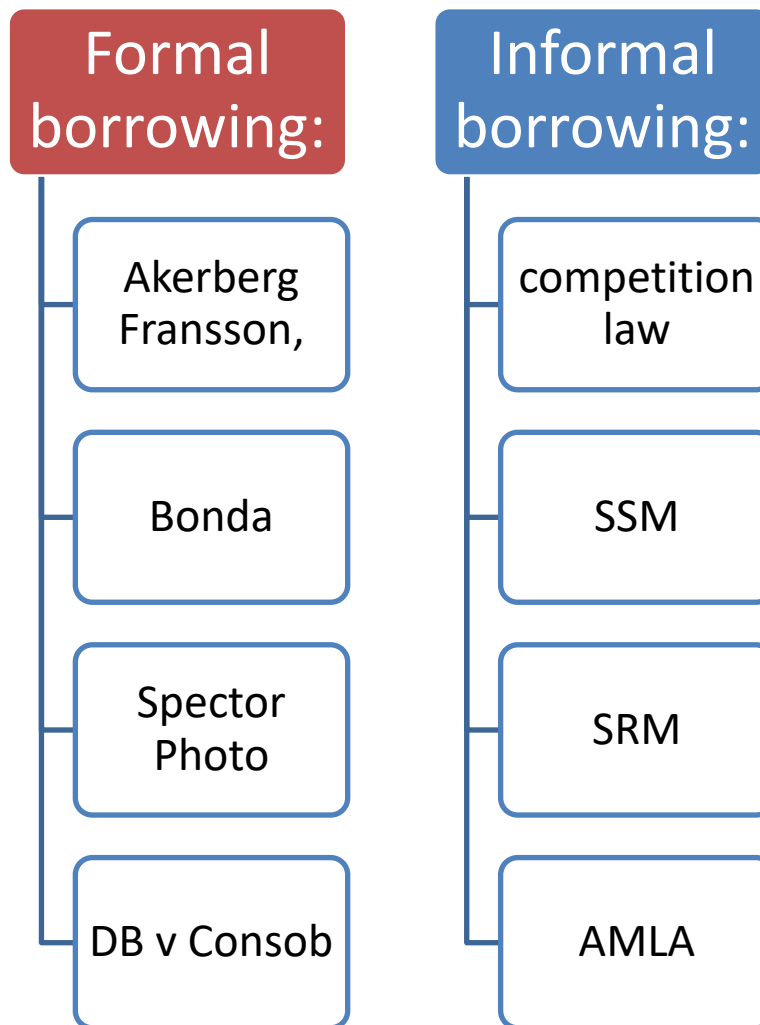 Formal
borrowing:
Akerberg
Fransson,
Bonda
Spector
Photo
DB v Consob
Informal
borrowing:
competition
law
SSM
SRM
AMLA